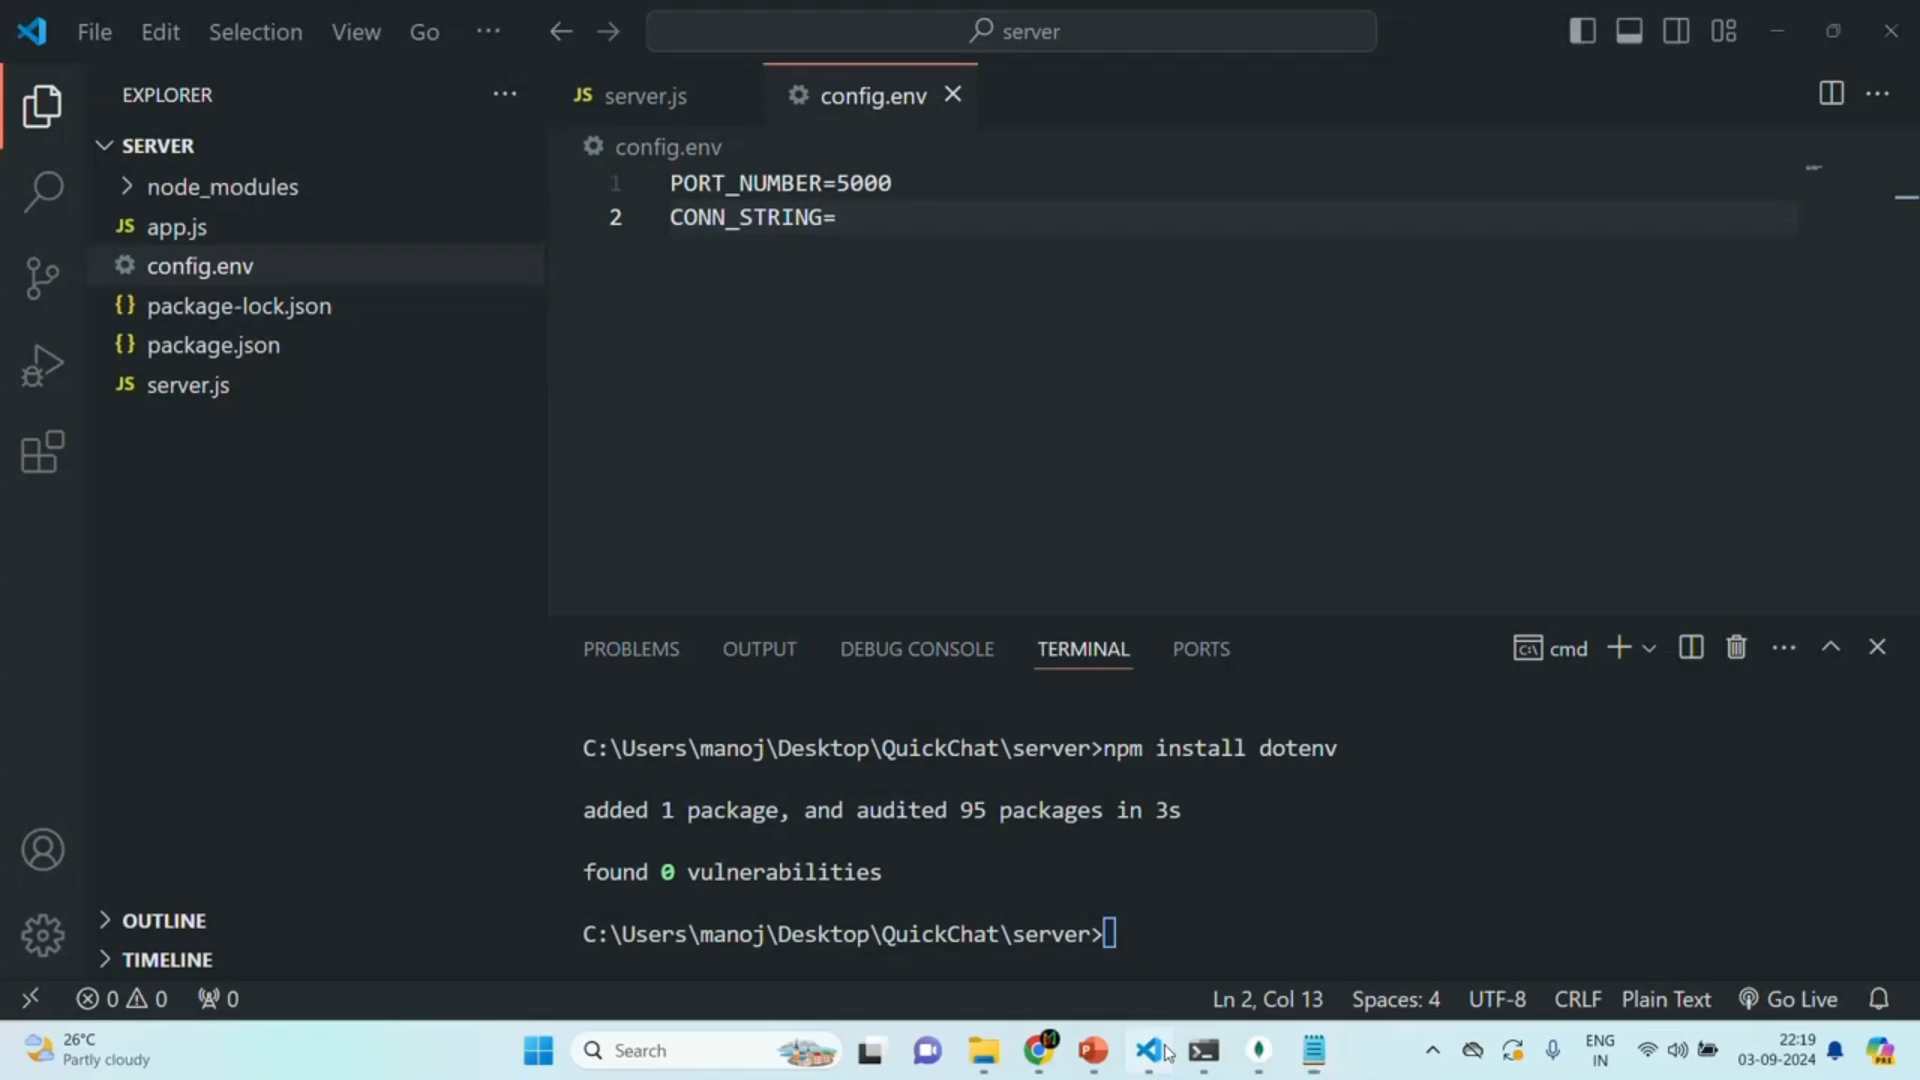 File Edit Selection View Go ··· server
EXPLORER ···
SERVER
node_modules
JS app.js
config.env
{} package-lock.json
{} package.json
JS server.js
OUTLINE
TIMELINE
JS server.js config.env
config.env
1 PORT_NUMBER=5000
2 CONN_STRING=
PROBLEMS OUTPUT DEBUG CONSOLE TERMINAL PORTS cmd
C:\Users\manoj\Desktop\QuickChat\server>npm install dotenv
added 1 package, and audited 95 packages in 3s
found 0 vulnerabilities
C:\Users\manoj\Desktop\QuickChat\server>
0 0 0 Ln 2, Col 13 Spaces: 4 UTF-8 CRLF Plain Text Go Live
26°C
Partly cloudy
Search
ENG
IN
22:19
03-09-2024
PRE